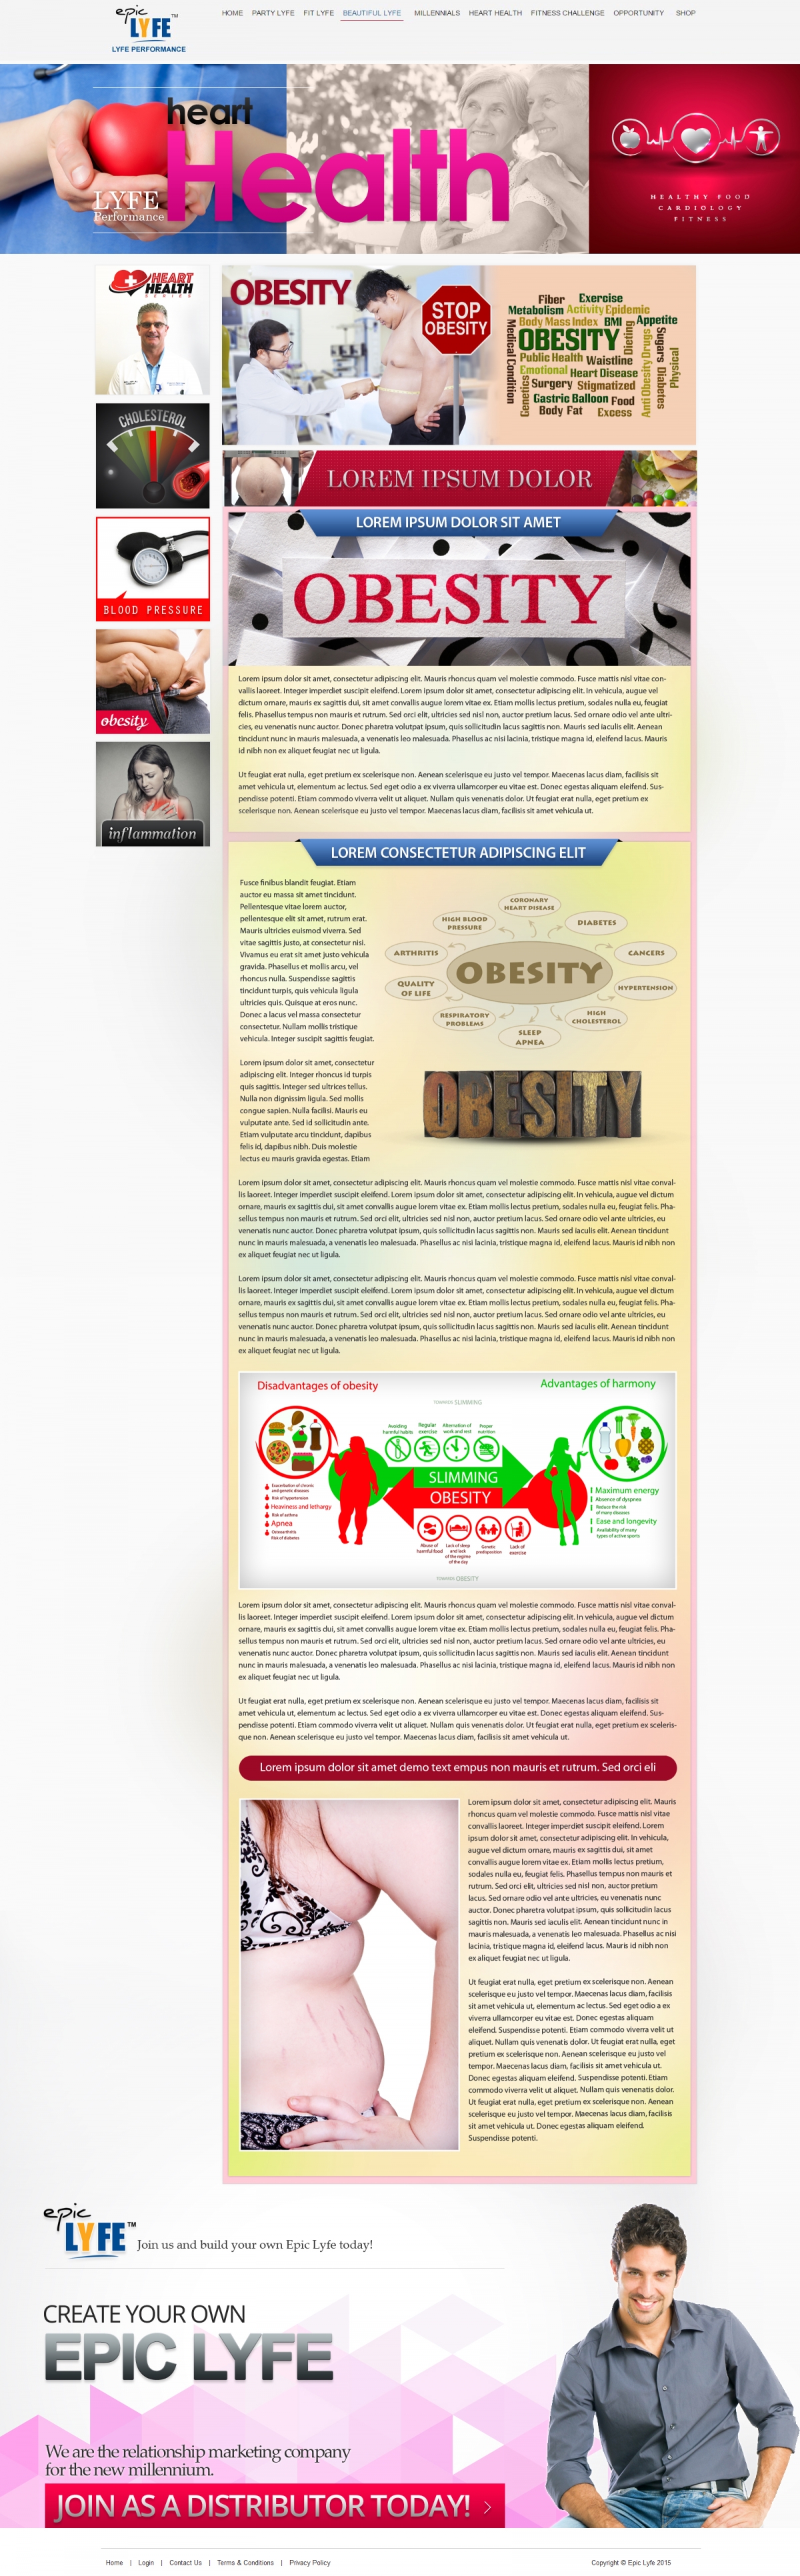 epic
LYFE™
LYFE PERFORMANCE
HOME PARTY LYFE FIT LYFE BEAUTIFUL LYFE MILLENNIALS HEART HEALTH FITNESS CHALLENGE OPPORTUNITY SHOP
heart
Health
LYFE
Performance
HEALTHY FOOD
CARDIOLOGY
FITNESS
HEART
HEALTH
SERIES
CHOLESTEROL
BLOOD PRESSURE
obesity
inflammation
OBESITY
STOP
OBESITY
Fiber Exercise
Metabolism Activity Epidemic
Body Mass Index BMI Appetite
OBESITY
Public Health Waistline
Emotional Heart Disease
Surgery Stigmatized
Gastric Balloon Food
Body Fat Excess
Medical Condition
Genetics
Dieting
Anti Obesity Drugs
Sugars Diabetes
Physical
LOREM IPSUM DOLOR
LOREM IPSUM DOLOR SIT AMET
OBESITY
Lorem ipsum dolor sit amet, consectetur adipiscing elit. Mauris rhoncus quam vel molestie commodo. Fusce mattis nisl vitae con-
vallis laoreet. Integer imperdiet suscipit eleifend. Lorem ipsum dolor sit amet, consectetur adipiscing elit. In vehicula, augue vel
dictum ornare, mauris ex sagittis dui, sit amet convallis augue lorem vitae ex. Etiam mollis lectus pretium, sodales nulla eu, feugiat
felis. Phasellus tempus non mauris et rutrum. Sed orci elit, ultricies sed nisl non, auctor pretium lacus. Sed ornare odio vel ante ultri-
cies, eu venenatis nunc auctor. Donec pharetra volutpat ipsum, quis sollicitudin lacus sagittis non. Mauris sed iaculis elit. Aenean
tincidunt nunc in mauris malesuada, a venenatis leo malesuada. Phasellus ac nisi lacinia, tristique magna id, eleifend lacus. Mauris
id nibh non ex aliquet feugiat nec ut ligula.
Ut feugiat erat nulla, eget pretium ex scelerisque non. Aenean scelerisque eu justo vel tempor. Maecenas lacus diam, facilisis sit
amet vehicula ut, elementum ac lectus. Sed eget odio a ex viverra ullamcorper eu vitae est. Donec egestas aliquam eleifend. Sus-
pendisse potenti. Etiam commodo viverra velit ut aliquet. Nullam quis venenatis dolor. Ut feugiat erat nulla, eget pretium ex
scelerisque non. Aenean scelerisque eu justo vel tempor. Maecenas lacus diam, facilisis sit amet vehicula ut.
LOREM CONSECTETUR ADIPISCING ELIT
Fusce finibus blandit feugiat. Etiam
auctor eu massa sit amet tincidunt.
Pellentesque vitae lorem auctor,
pellentesque elit sit amet, rutrum erat.
Mauris ultricies euismod viverra. Sed
vitae sagittis justo, at consectetur nisi.
Vivamus eu erat sit amet justo vehicula
gravida. Phasellus et mollis arcu, vel
rhoncus nulla. Suspendisse sagittis
tincidunt turpis, quis vehicula ligula
ultricies quis. Quisque at eros nunc.
Donec a lacus vel massa consectetur
consectetur. Nullam mollis tristique
vehicula. Integer suscipit sagittis feugiat.
Lorem ipsum dolor sit amet, consectetur
adipiscing elit. Integer rhoncus id turpis
quis sagittis. Integer sed ultrices tellus.
Nulla non dignissim ligula. Sed mollis
congue sapien. Nulla facilisi. Mauris eu
vulputate ante. Sed id sollicitudin ante.
Etiam vulputate arcu tincidunt, dapibus
felis id, dapibus nibh. Duis molestie
lectus eu mauris gravida egestas. Etiam
CORONARY
HEART DISEASE
HIGH BLOOD
PRESSURE
DIABETES
ARTHRITIS
CANCERS
OBESITY
QUALITY
OF LIFE
HYPERTENSION
RESPIRATORY
PROBLEMS
HIGH
CHOLESTEROL
SLEEP
APNEA
OBESITY
Lorem ipsum dolor sit amet, consectetur adipiscing elit. Mauris rhoncus quam vel molestie commodo. Fusce mattis nisl vitae conval-
lis laoreet. Integer imperdiet suscipit eleifend. Lorem ipsum dolor sit amet, consectetur adipiscing elit. In vehicula, augue vel dictum
ornare, mauris ex sagittis dui, sit amet convallis augue lorem vitae ex. Etiam mollis lectus pretium, sodales nulla eu, feugiat felis. Pha-
sellus tempus non mauris et rutrum. Sed orci elit, ultricies sed nisl non, auctor pretium lacus. Sed ornare odio vel ante ultricies, eu
venenatis nunc auctor. Donec pharetra volutpat ipsum, quis sollicitudin lacus sagittis non. Mauris sed iaculis elit. Aenean tincidunt
nunc in mauris malesuada, a venenatis leo malesuada. Phasellus ac nisi lacinia, tristique magna id, eleifend lacus. Mauris id nibh non
ex aliquet feugiat nec ut ligula.
Lorem ipsum dolor sit amet, consectetur adipiscing elit. Mauris rhoncus quam vel molestie commodo. Fusce mattis nisl vitae conval-
lis laoreet. Integer imperdiet suscipit eleifend. Lorem ipsum dolor sit amet, consectetur adipiscing elit. In vehicula, augue vel dictum
ornare, mauris ex sagittis dui, sit amet convallis augue lorem vitae ex. Etiam mollis lectus pretium, sodales nulla eu, feugiat felis. Pha-
sellus tempus non mauris et rutrum. Sed orci elit, ultricies sed nisl non, auctor pretium lacus. Sed ornare odio vel ante ultricies, eu
venenatis nunc auctor. Donec pharetra volutpat ipsum, quis sollicitudin lacus sagittis non. Mauris sed iaculis elit. Aenean tincidunt
nunc in mauris malesuada, a venenatis leo malesuada. Phasellus ac nisi lacinia, tristique magna id, eleifend lacus. Mauris id nibh non
ex aliquet feugiat nec ut ligula.
Disadvantages of obesity
Advantages of harmony
TOWARDS SLIMMING
Avoiding
harmful habits
Regular
exercise
Alternation of
work and rest
Proper
nutrition
SLIMMING
OBESITY
Exacerbation of chronic
and genetic diseases
Risk of hypertension
Heaviness and lethargy
Risk of asthma
Apnea
Osteoarthritis
Risk of diabetes
Maximum energy
Absence of dyspnea
Reduce the risk
of many diseases
Ease and longevity
Availability of many
types of active sports
Abuse of
harmful food
Lack of sleep
and lack
of the regime
of the day
Genetic
predisposition
Lack of
exercise
TOWARDS OBESITY
Lorem ipsum dolor sit amet, consectetur adipiscing elit. Mauris rhoncus quam vel molestie commodo. Fusce mattis nisl vitae conval-
lis laoreet. Integer imperdiet suscipit eleifend. Lorem ipsum dolor sit amet, consectetur adipiscing elit. In vehicula, augue vel dictum
ornare, mauris ex sagittis dui, sit amet convallis augue lorem vitae ex. Etiam mollis lectus pretium, sodales nulla eu, feugiat felis. Pha-
sellus tempus non mauris et rutrum. Sed orci elit, ultricies sed nisl non, auctor pretium lacus. Sed ornare odio vel ante ultricies, eu
venenatis nunc auctor. Donec pharetra volutpat ipsum, quis sollicitudin lacus sagittis non. Mauris sed iaculis elit. Aenean tincidunt
nunc in mauris malesuada, a venenatis leo malesuada. Phasellus ac nisi lacinia, tristique magna id, eleifend lacus. Mauris id nibh non
ex aliquet feugiat nec ut ligula.
Ut feugiat erat nulla, eget pretium ex scelerisque non. Aenean scelerisque eu justo vel tempor. Maecenas lacus diam, facilisis sit
amet vehicula ut, elementum ac lectus. Sed eget odio a ex viverra ullamcorper eu vitae est. Donec egestas aliquam eleifend. Sus-
pendisse potenti. Etiam commodo viverra velit ut aliquet. Nullam quis venenatis dolor. Ut feugiat erat nulla, eget pretium ex sceleris-
que non. Aenean scelerisque eu justo vel tempor. Maecenas lacus diam, facilisis sit amet vehicula ut.
Lorem ipsum dolor sit amet demo text empus non mauris et rutrum. Sed orci eli
Lorem ipsum dolor sit amet, consectetur adipiscing elit. Mauris
rhoncus quam vel molestie commodo. Fusce mattis nisl vitae
convallis laoreet. Integer imperdiet suscipit eleifend. Lorem
ipsum dolor sit amet, consectetur adipiscing elit. In vehicula,
augue vel dictum ornare, mauris ex sagittis dui, sit amet
convallis augue lorem vitae ex. Etiam mollis lectus pretium,
sodales nulla eu, feugiat felis. Phasellus tempus non mauris et
rutrum. Sed orci elit, ultricies sed nisl non, auctor pretium
lacus. Sed ornare odio vel ante ultricies, eu venenatis nunc
auctor. Donec pharetra volutpat ipsum, quis sollicitudin lacus
sagittis non. Mauris sed iaculis elit. Aenean tincidunt nunc in
mauris malesuada, a venenatis leo malesuada. Phasellus ac nisi
lacinia, tristique magna id, eleifend lacus. Mauris id nibh non
ex aliquet feugiat nec ut ligula.
Ut feugiat erat nulla, eget pretium ex scelerisque non. Aenean
scelerisque eu justo vel tempor. Maecenas lacus diam, facilisis
sit amet vehicula ut, elementum ac lectus. Sed eget odio a ex
viverra ullamcorper eu vitae est. Donec egestas aliquam
eleifend. Suspendisse potenti. Etiam commodo viverra velit ut
aliquet. Nullam quis venenatis dolor. Ut feugiat erat nulla, eget
pretium ex scelerisque non. Aenean scelerisque eu justo vel
tempor. Maecenas lacus diam, facilisis sit amet vehicula ut.
Donec egestas aliquam eleifend. Suspendisse potenti. Etiam
commodo viverra velit ut aliquet. Nullam quis venenatis dolor.
Ut feugiat erat nulla, eget pretium ex scelerisque non. Aenean
scelerisque eu justo vel tempor. Maecenas lacus diam, facilisis
sit amet vehicula ut. Donec egestas aliquam eleifend.
Suspendisse potenti.
epic
LYFE™
Join us and build your own Epic Lyfe today!
CREATE YOUR OWN
EPIC LYFE
We are the relationship marketing company
for the new millennium.
JOIN AS A DISTRIBUTOR TODAY! >
Home | Login | Contact Us | Terms & Conditions | Privacy Policy
Copyright © Epic Lyfe 2015